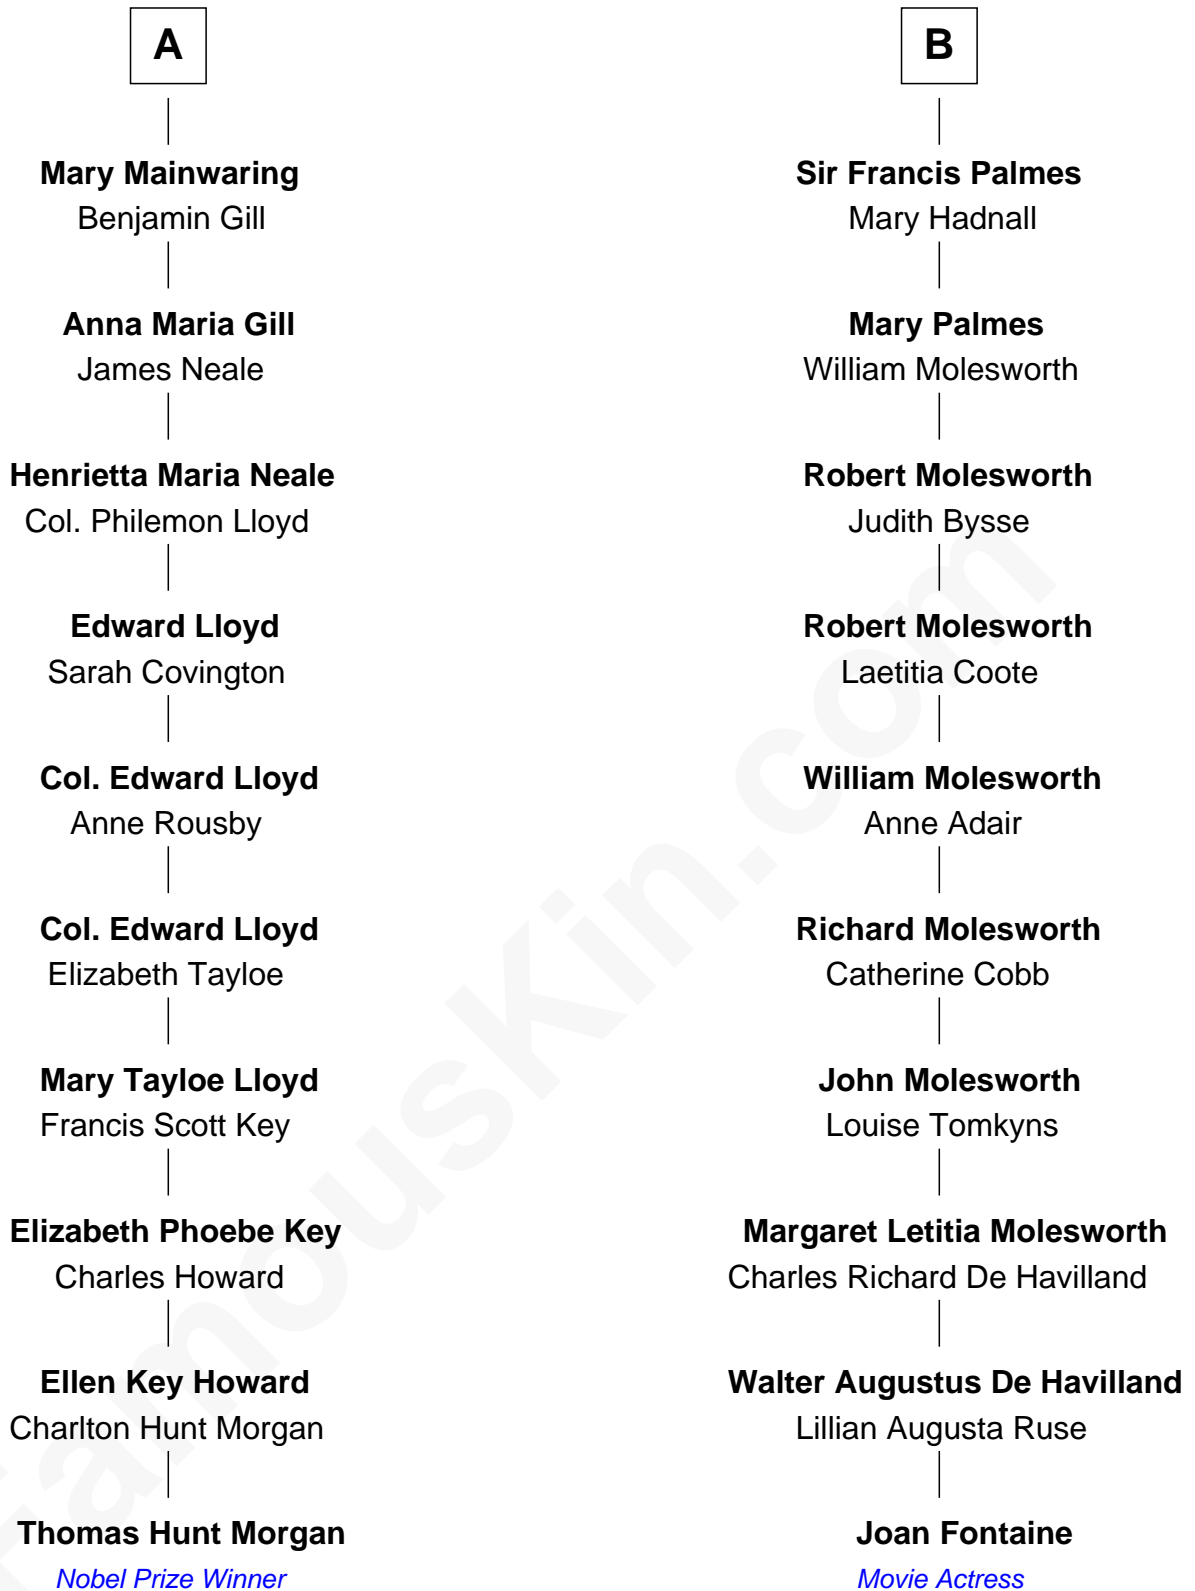 A
Mary Mainwaring
Benjamin Gill
Anna Maria Gill
James Neale
Henrietta Maria Neale
Col. Philemon Lloyd
Edward Lloyd
Sarah Covington
Col. Edward Lloyd
Anne Rousby
Col. Edward Lloyd
Elizabeth Tayloe
Mary Tayloe Lloyd
Francis Scott Key
Elizabeth Phoebe Key
Charles Howard
Ellen Key Howard
Charlton Hunt Morgan
Thomas Hunt Morgan
Nobel Prize Winner
B
Sir Francis Palmes
Mary Hadnall
Mary Palmes
William Molesworth
Robert Molesworth
Judith Bysse
Robert Molesworth
Laetitia Coote
William Molesworth
Anne Adair
Richard Molesworth
Catherine Cobb
John Molesworth
Louise Tomkyns
Margaret Letitia Molesworth
Charles Richard De Havilland
Walter Augustus De Havilland
Lillian Augusta Ruse
Joan Fontaine
Movie Actress
FamousKin.com